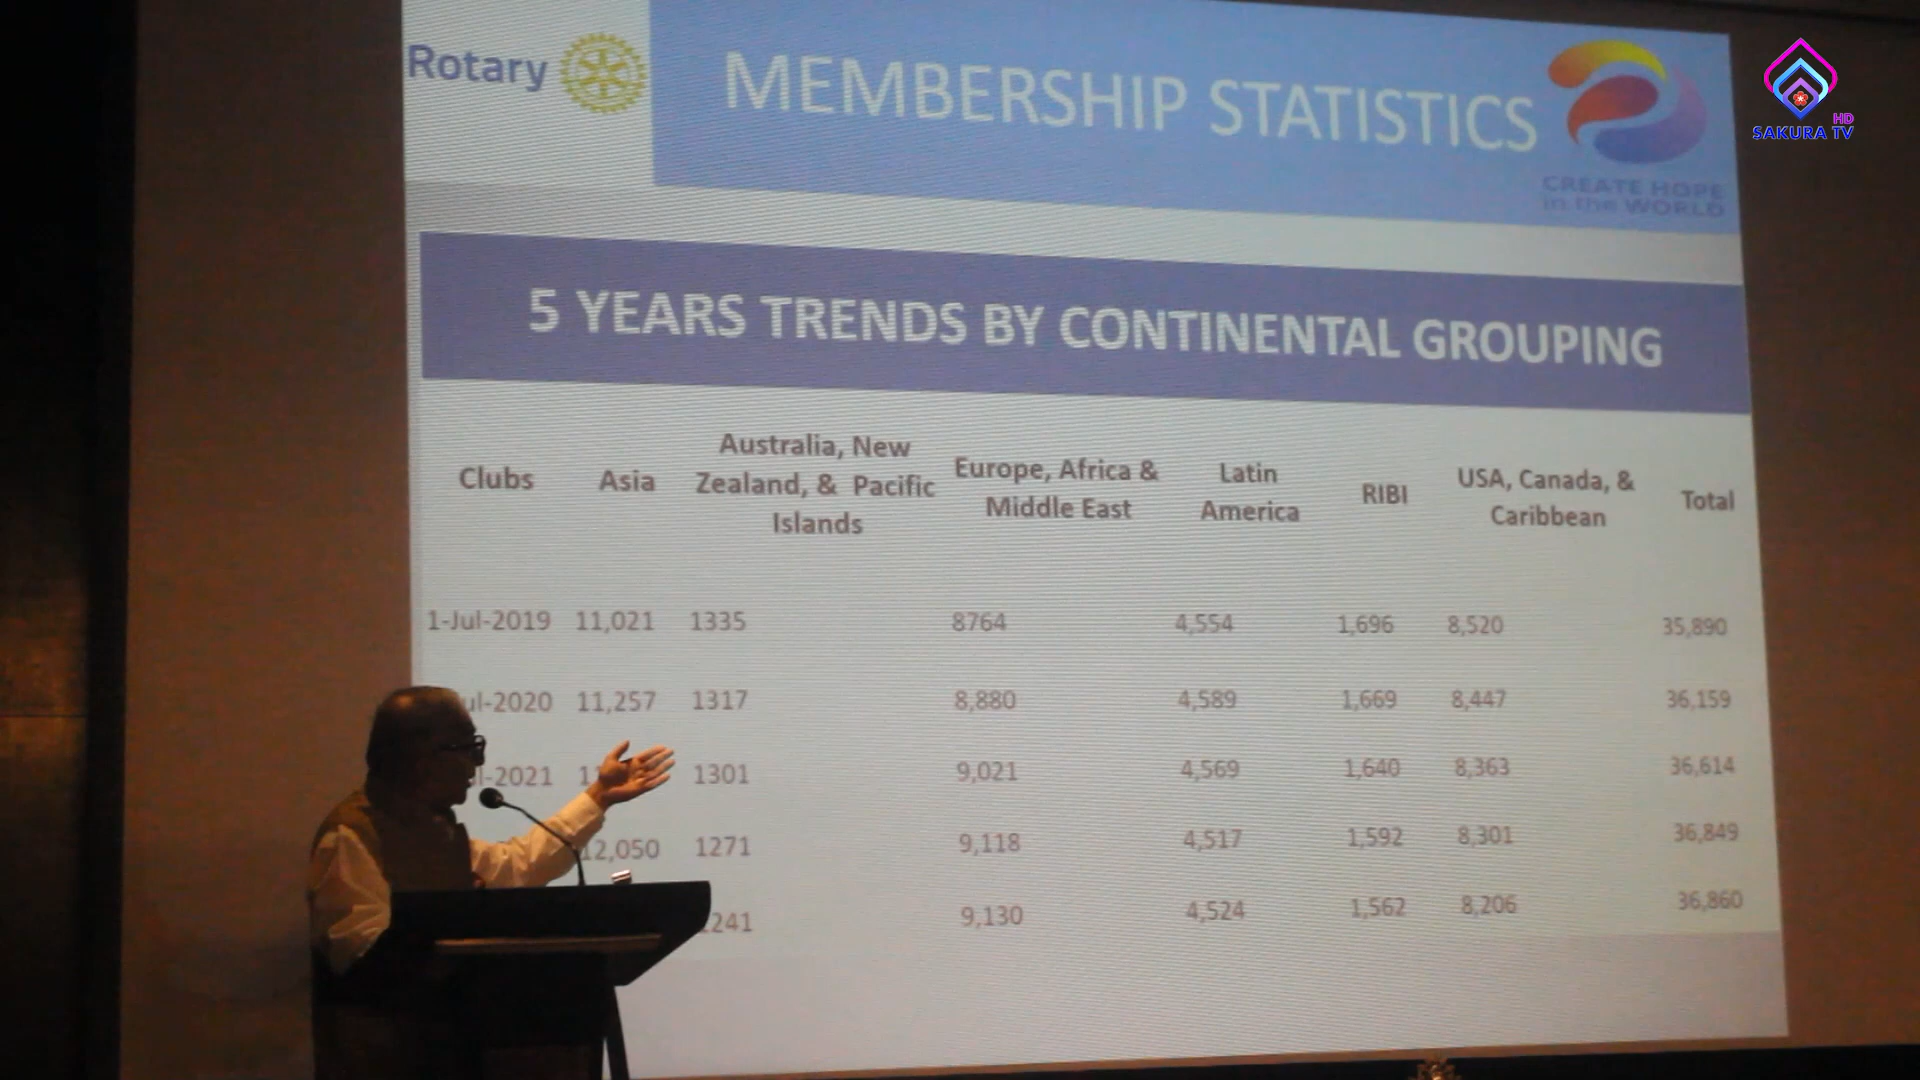 Rotary
MEMBERSHIP STATISTICS
CREATE HOPE
in the WORLD
HD
SAKURA TV
5 YEARS TRENDS BY CONTINENTAL GROUPING
Clubs Asia Australia, New Zealand, & Pacific Islands Europe, Africa & Middle East Latin America RIBI USA, Canada, & Caribbean Total
1-Jul-2019 11,021 1335 8764 4,554 1,696 8,520 35,890
ul-2020 11,257 1317 8,880 4,589 1,669 8,447 36,159
l-2021 1301 9,021 4,569 1,640 8,363 36,614
12,050 1271 9,118 4,517 1,592 8,301 36,849
241 9,130 4,524 1,562 8,206 36,860